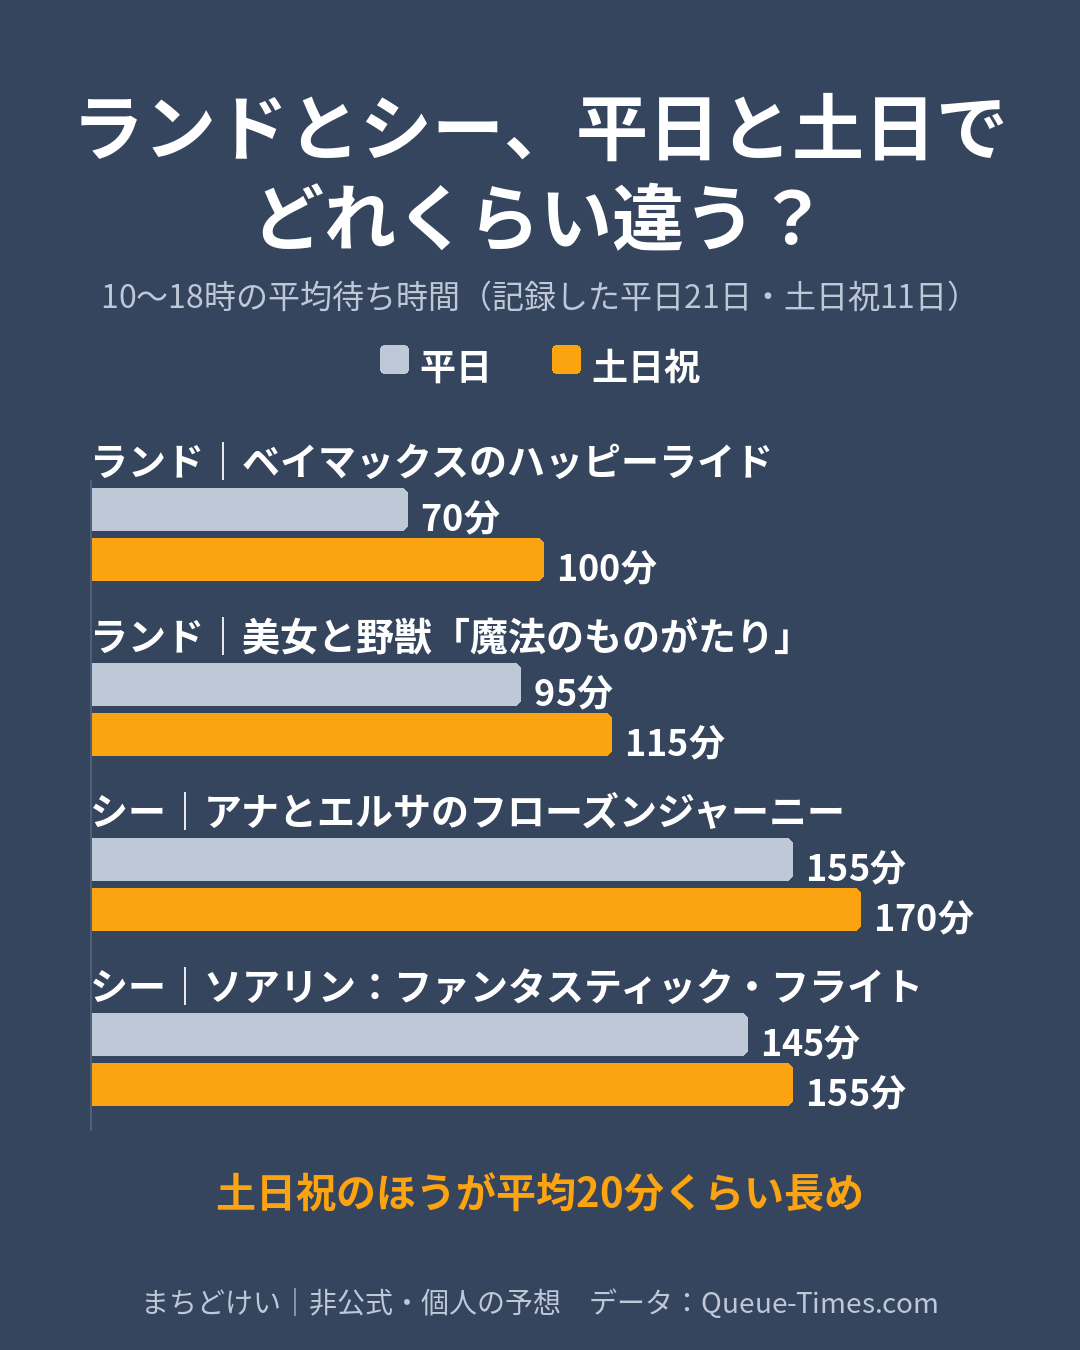 ランドとシー、平日と土日で
どれくらい違う？
10〜18時の平均待ち時間（記録した平日21日・土日祝11日）
平日 土日祝
ランド｜ベイマックスのハッピーライド
70分
100分
ランド｜美女と野獣「魔法のものがたり」
95分
115分
シー｜アナとエルサのフローズンジャーニー
155分
170分
シー｜ソアリン：ファンタスティック・フライト
145分
155分
土日祝のほうが平均20分くらい長め
まちどけい｜非公式・個人の予想　データ：Queue-Times.com